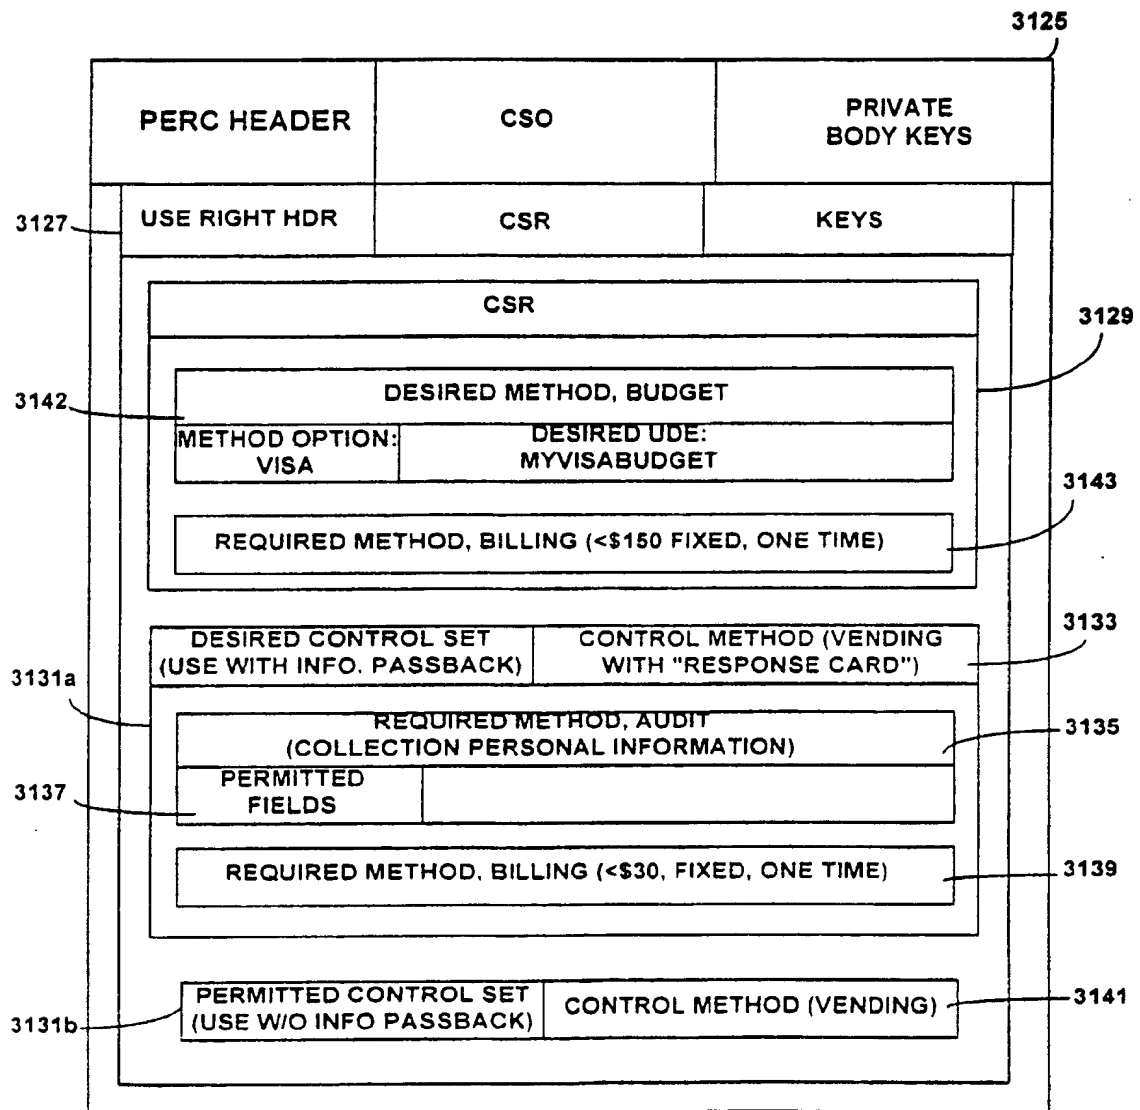 3125
PERC HEADER
CSO
PRIVATE
BODY KEYS
3127
USE RIGHT HDR
CSR
KEYS
CSR
3129
DESIRED METHOD, BUDGET
3142
METHOD OPTION:
VISA
DESIRED UDE:
MYVISABUDGET
3143
REQUIRED METHOD, BILLING (<$150 FIXED, ONE TIME)
DESIRED CONTROL SET
(USE WITH INFO. PASSBACK)
CONTROL METHOD (VENDING
WITH "RESPONSE CARD")
3133
3131a
REQUIRED METHOD, AUDIT
(COLLECTION PERSONAL INFORMATION)
3135
3137
PERMITTED
FIELDS
REQUIRED METHOD, BILLING (<$30, FIXED, ONE TIME)
3139
PERMITTED CONTROL SET
(USE W/O INFO PASSBACK)
CONTROL METHOD (VENDING)
3141
3131b